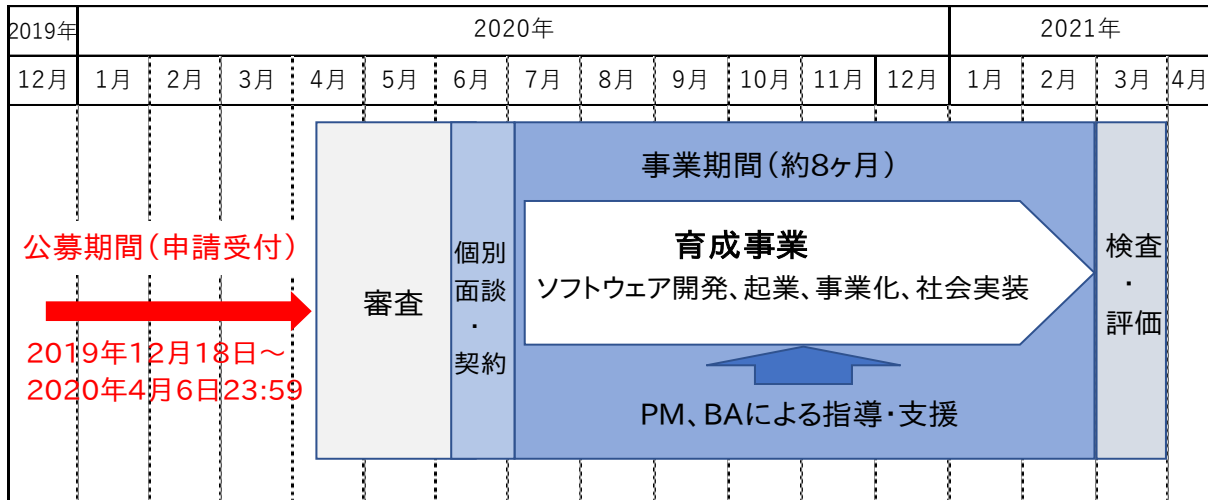 2019年 2020年 2021年
12月 1月 2月 3月 4月 5月 6月 7月 8月 9月 10月 11月 12月 1月 2月 3月 4月
公募期間(申請受付)
2019年12月18日～
2020年4月6日23:59
審査
個別
面談
・
契約
事業期間(約8ヶ月)
育成事業
ソフトウェア開発、起業、事業化、社会実装
PM、BAによる指導・支援
検査
・
評価